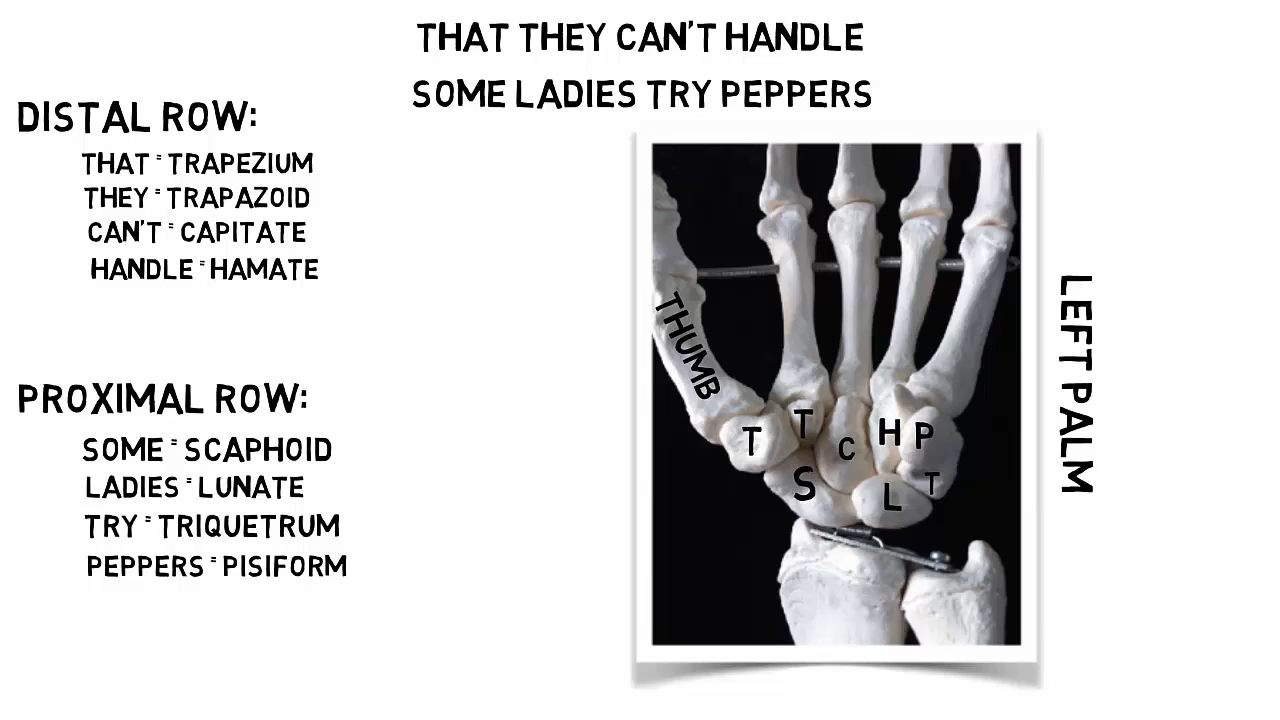 THAT THEY CAN'T HANDLE
SOME LADIES TRY PEPPERS
DISTAL ROW:
THAT = TRAPEZIUM
THEY = TRAPAZOID
CAN'T = CAPITATE
HANDLE = HAMATE
PROXIMAL ROW:
SOME = SCAPHOID
LADIES = LUNATE
TRY = TRIQUETRUM
PEPPERS = PISIFORM
THUMB
T
T
C
H
P
S
L
T
LEFT PALM